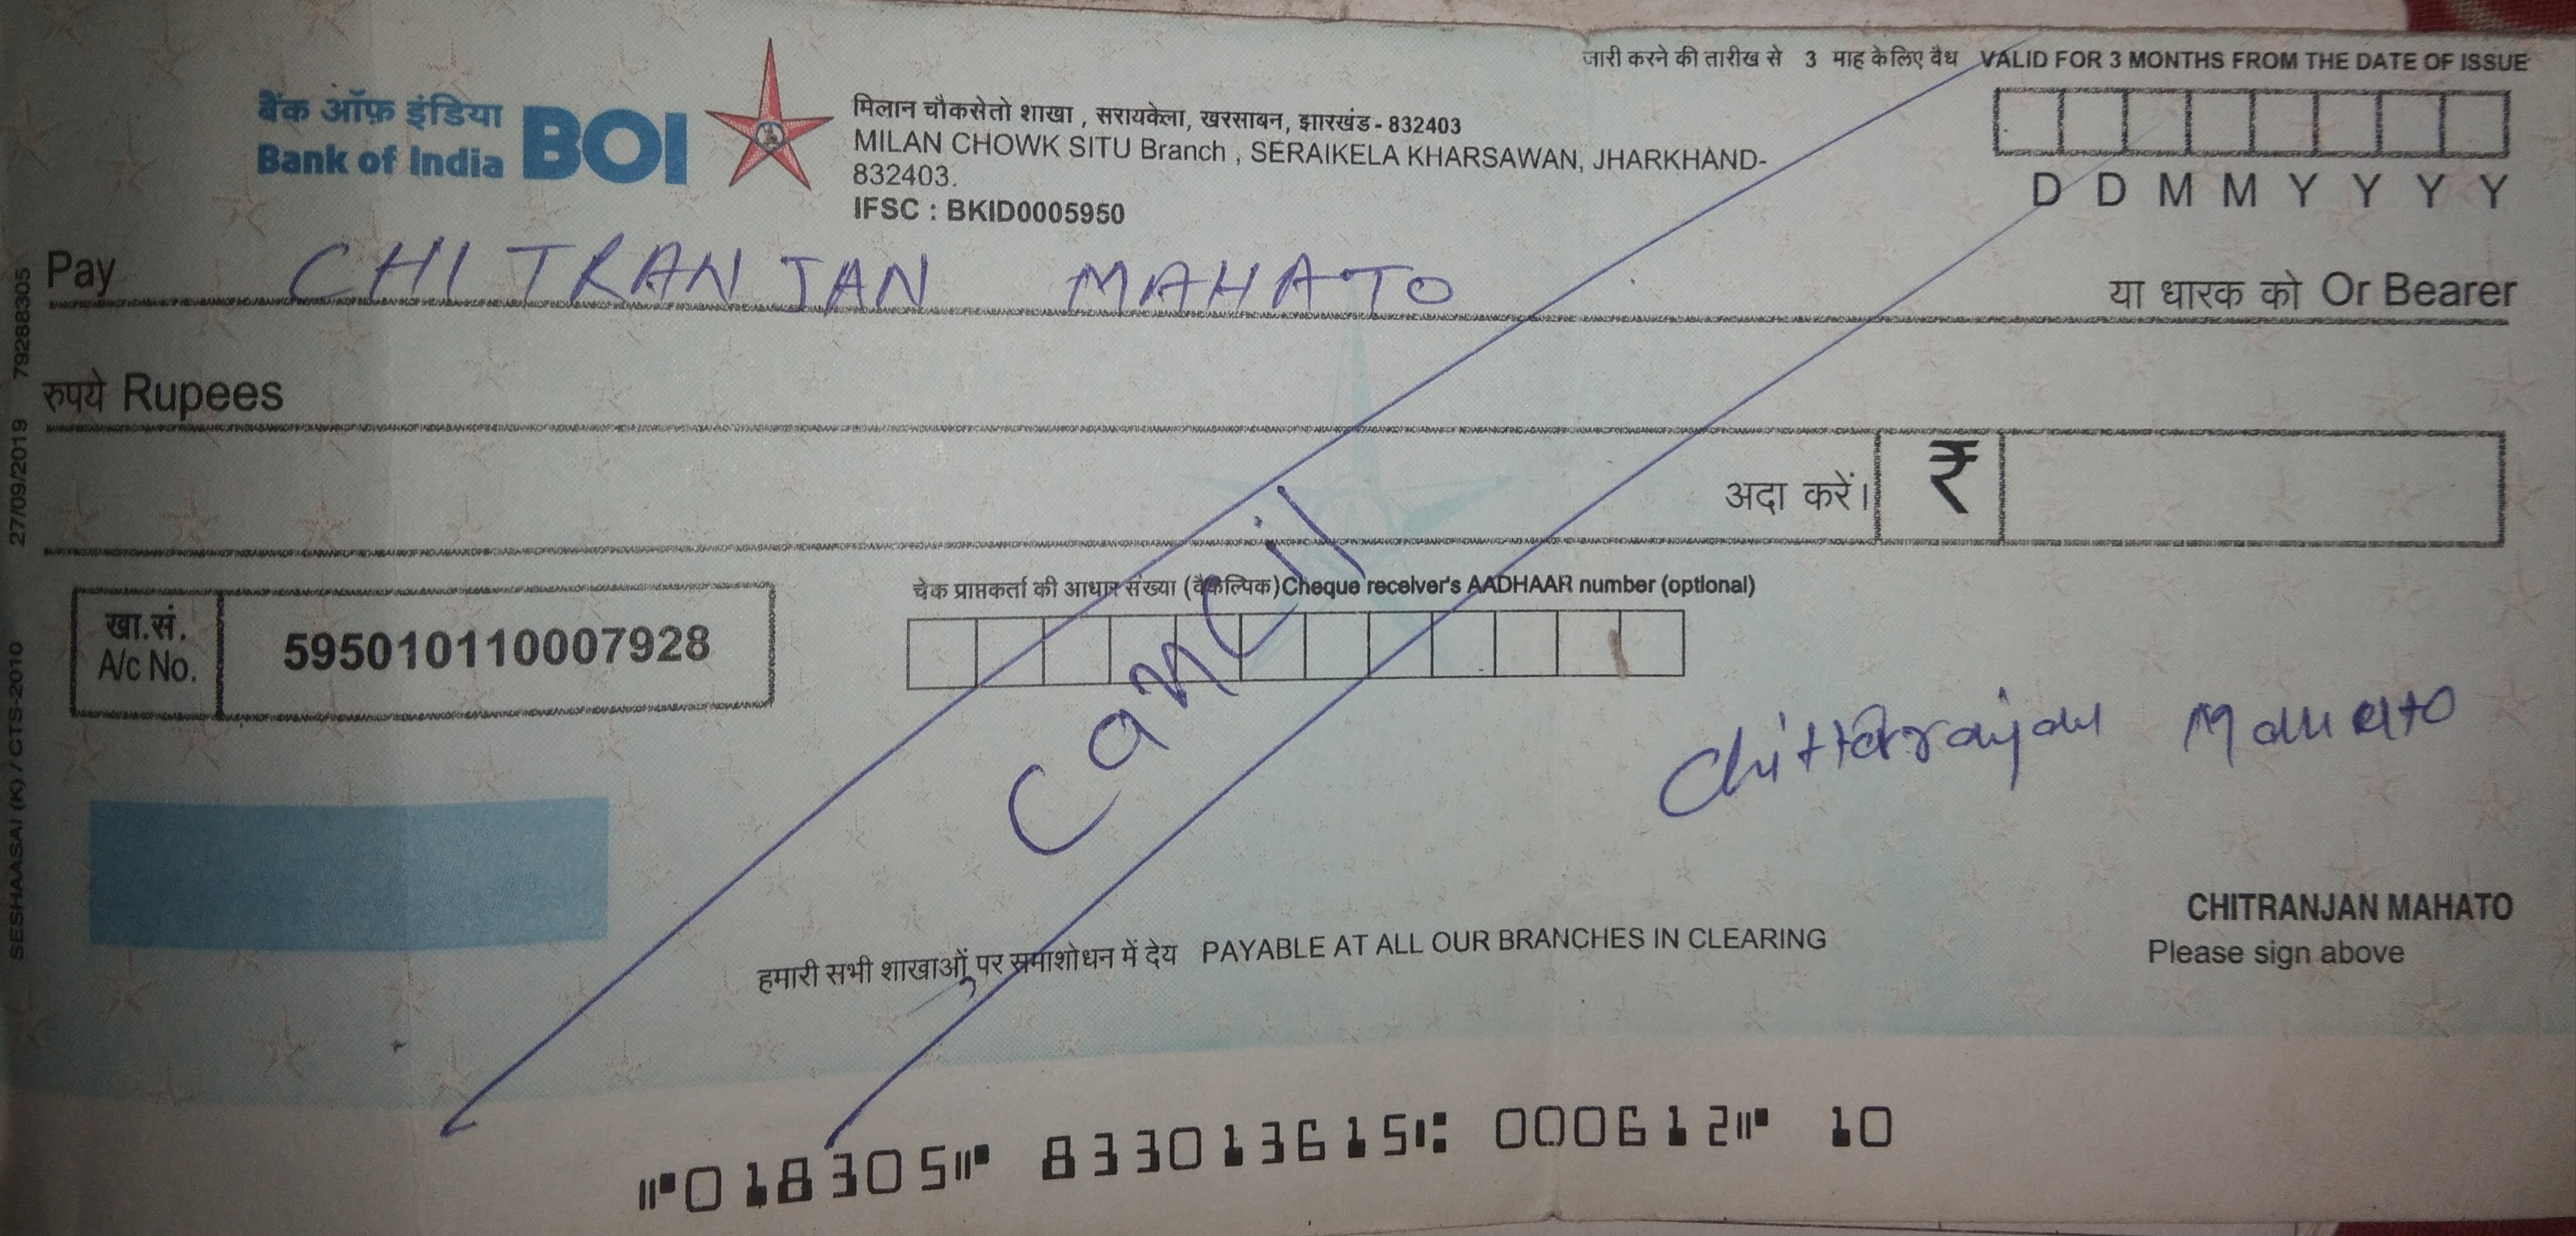 जारी करने की तारीख से 3 माह के लिए वैध VALID FOR 3 MONTHS FROM THE DATE OF ISSUE
बैंक ऑफ़ इंडिया
Bank of India BOI
मिलान चौकसेतो शाखा , सरायकेला, खरसाबन, झारखंड - 832403
MILAN CHOWK SITU Branch , SERAIKELA KHARSAWAN, JHARKHAND-
832403.
IFSC : BKID0005950
D D M M Y Y Y Y
Pay CHITRANJAN MAHATO या धारक को Or Bearer
रुपये Rupees
अदा करें। ₹
चेक प्राप्तकर्ता की आधार संख्या (वैकल्पिक) Cheque receiver's AADHAAR number (optional)
खा.सं.
A/c No. 595010110007928
Cancil
Chittaranjan Mahato
CHITRANJAN MAHATO
Please sign above
हमारी सभी शाखाओं पर समाशोधन में देय PAYABLE AT ALL OUR BRANCHES IN CLEARING
⑈018305⑈ 833013615⑆ 000612⑈ 10
SESHAASAI (K) / CTS-2010 27/09/2019 79288305